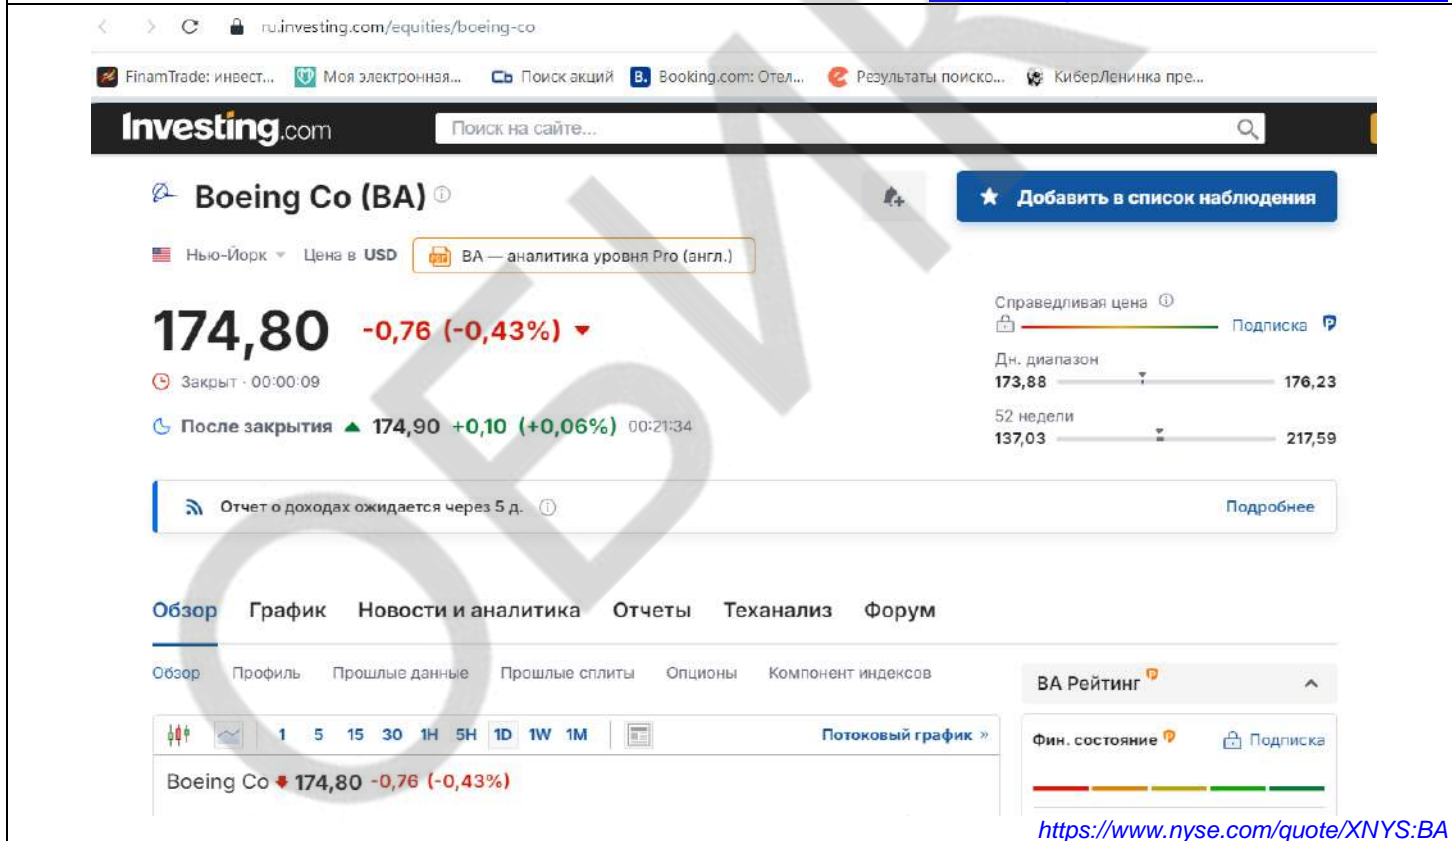 ru.investing.com/equities/boeing-co
FinamTrade: инвест... Моя электронная... Сь Поиск акций B. Booking.com: Отел... Результаты поиско... КиберЛенинка пре...
Investing.com Поиск на сайте...
Boeing Co (BA) Добавить в список наблюдения
Нью-Йорк Цена в USD BA — аналитика уровня Pro (англ.)
Справедливая цена
174,80 -0,76 (-0,43%) Подписка
Дн. диапазон
Закрыт · 00:00:09 173,88 176,23
52 недели
После закрытия 174,90 +0,10 (+0,06%) 00:21:34 137,03 217,59
Отчет о доходах ожидается через 5 д. Подробнее
Обзор График Новости и аналитика Отчеты Теханализ Форум
Обзор Профиль Прошлые данные Прошлые сплиты Опционы Компонент индексов
BA Рейтинг
1 5 15 30 1H 5H 1D 1W 1M Потоковый график »
Фин. состояние Подписка
Boeing Co 174,80 -0,76 (-0,43%)
https://www.nyse.com/quote/XNYS:BA
ОБИК